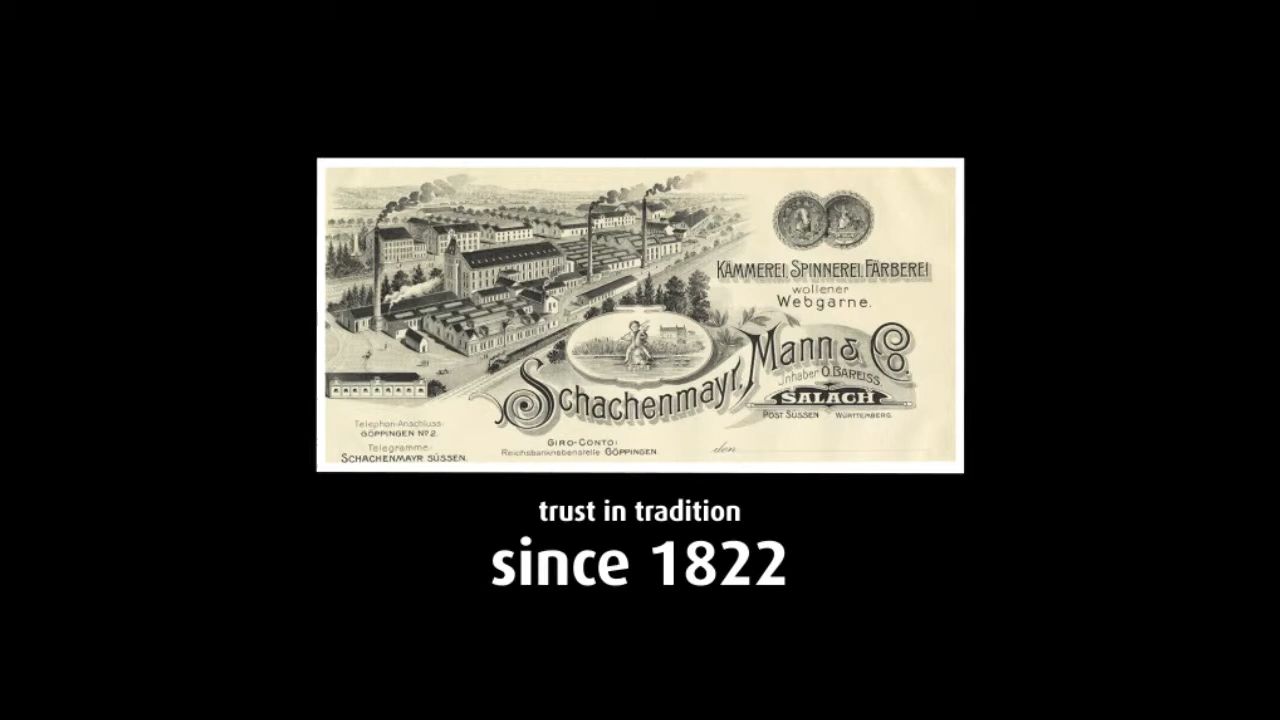 KÄMMEREI, SPINNEREI, FÄRBEREI
wollener
Webgarne.
Schachenmayr, Mann & Co.
Jnhaber O. BAREISS
SALACH
POST SÜSSEN WÜRTTEMBERG.
Telephon-Anschluss:
GÖPPINGEN Nº 2.
Telegramme:
SCHACHENMAYR SÜSSEN.
GIRO-CONTO:
Reichsbanknebenstelle GÖPPINGEN.
den
trust in tradition
since 1822